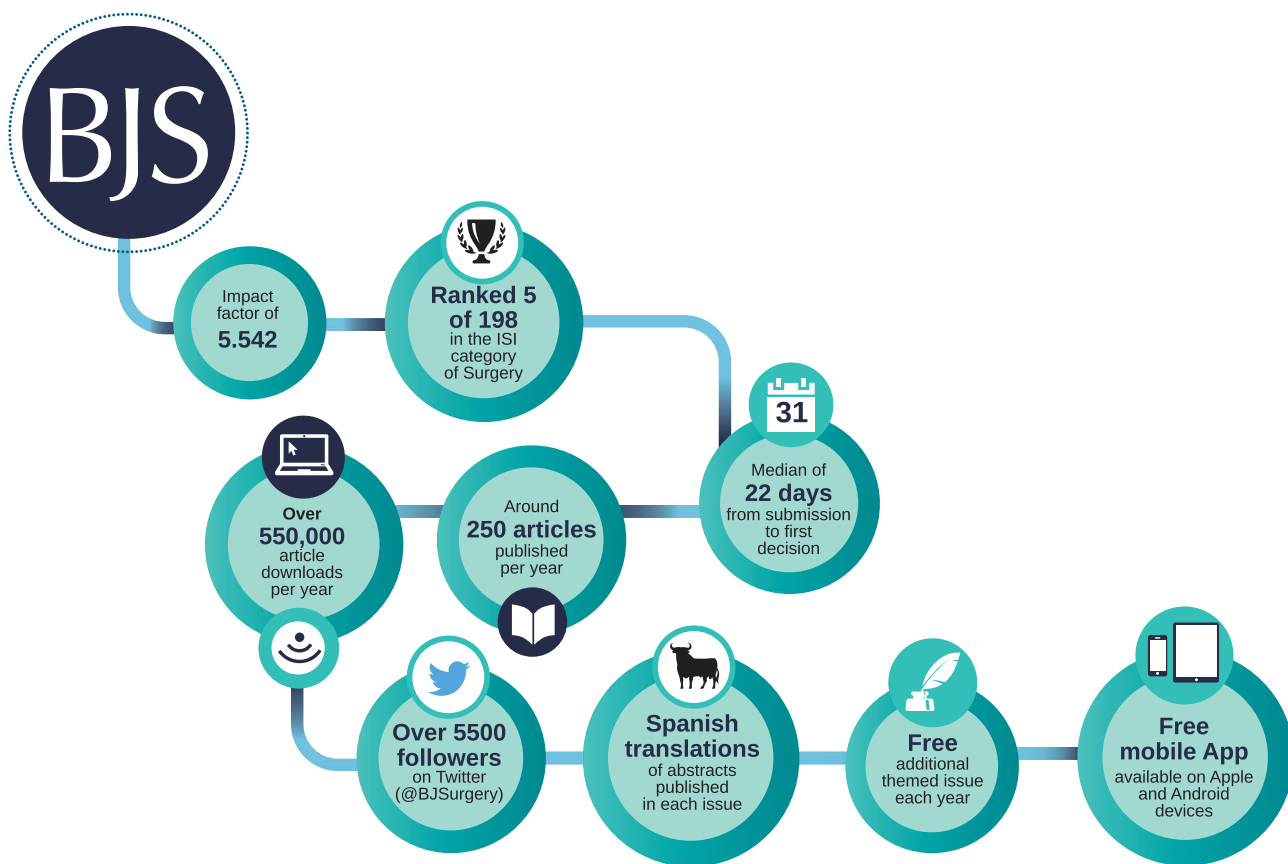 BJS
Impact
factor of
5.542
Ranked 5
of 198
in the ISI
category
of Surgery
31
Median of
22 days
from submission
to first
decision
Around
250 articles
published
per year
Over
550,000
article
downloads
per year
Over 5500
followers
on Twitter
(@BJSurgery)
Spanish
translations
of abstracts
published
in each issue
Free
additional
themed issue
each year
Free
mobile App
available on Apple
and Android
devices